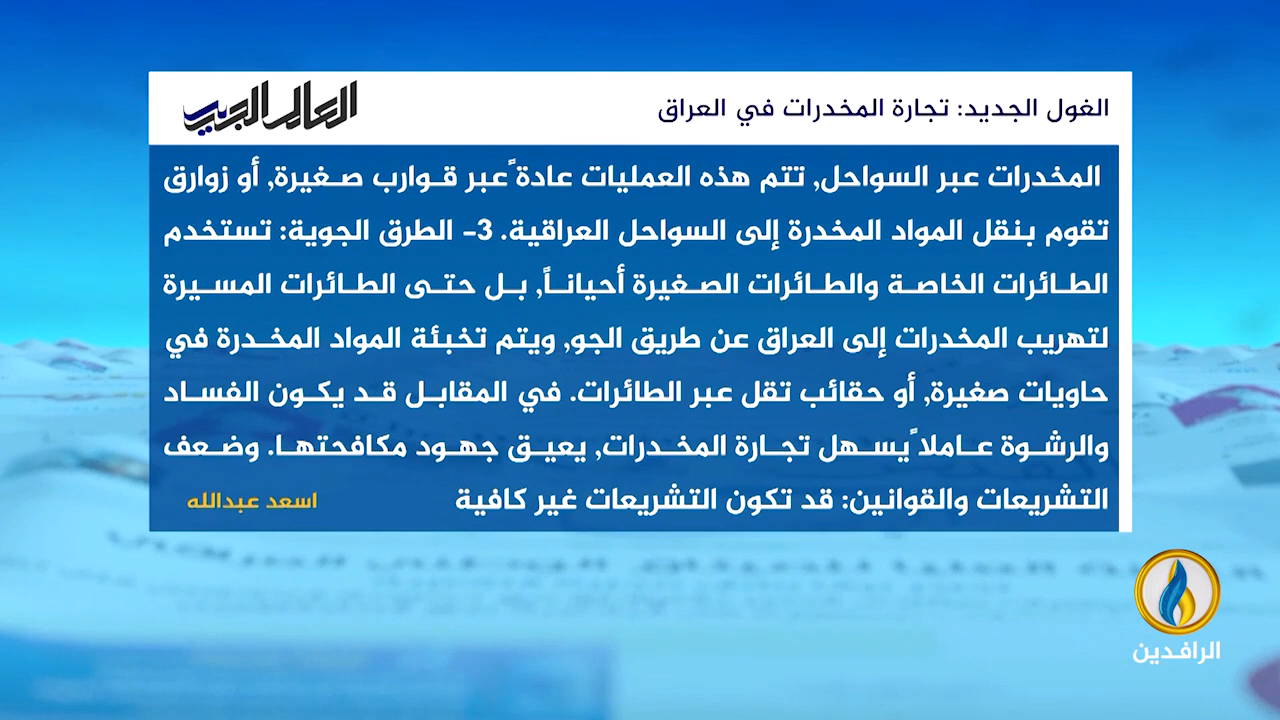 الغول الجديد: تجارة المخدرات في العراق
العالم الجديد
المخدرات عبر السواحل, تتم هذه العمليات عادةً عبر قوارب صغيرة, أو زوارق
تقوم بنقل المواد المخدرة إلى السواحل العراقية. 3- الطرق الجوية: تستخدم
الطائرات الخاصة والطائرات الصغيرة أحياناً, بل حتى الطائرات المسيرة
لتهريب المخدرات إلى العراق عن طريق الجو, ويتم تخبئة المواد المخدرة في
حاويات صغيرة, أو حقائب تقل عبر الطائرات. في المقابل قد يكون الفساد
والرشوة عاملاً يسهل تجارة المخدرات, يعيق جهود مكافحتها. وضعف
التشريعات والقوانين: قد تكون التشريعات غير كافية
اسعد عبدالله
الرافدين